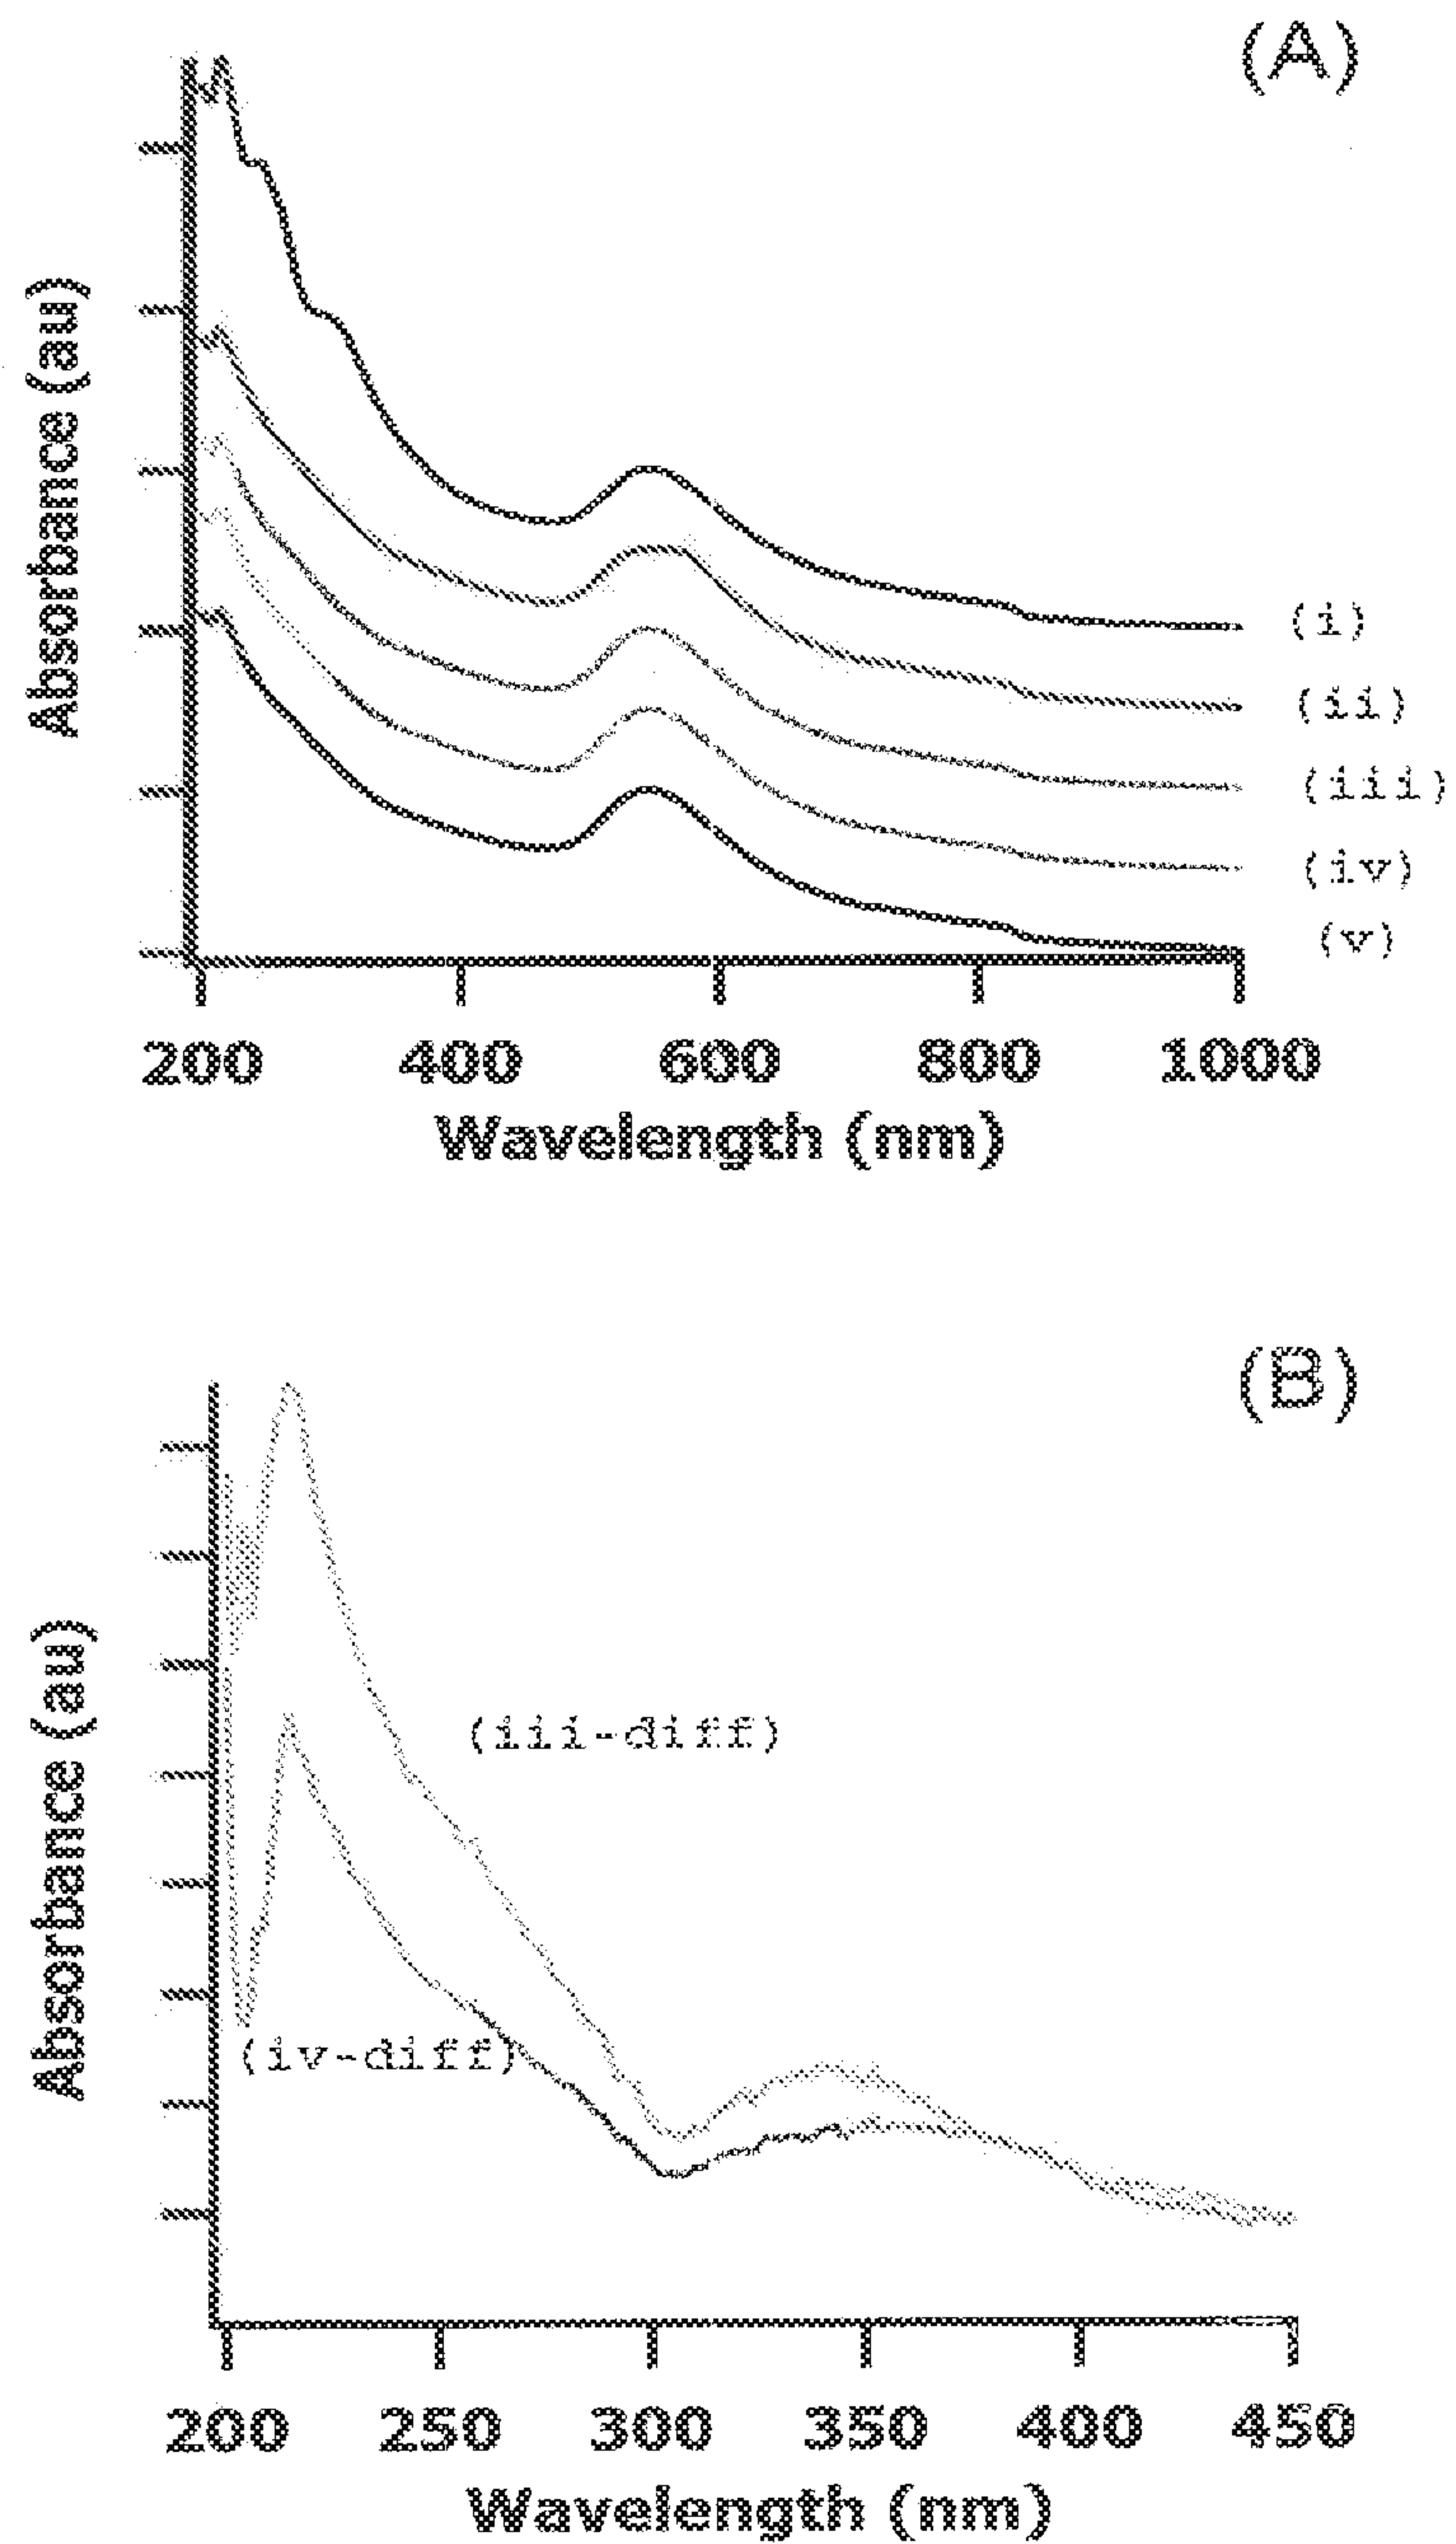 (A)
Absorbance (au)
(i)
(ii)
(iii)
(iv)
(v)
200 400 600 800 1000
Wavelength (nm)
(B)
Absorbance (au)
(iii-diff)
(iv-diff)
200 250 300 350 400 450
Wavelength (nm)